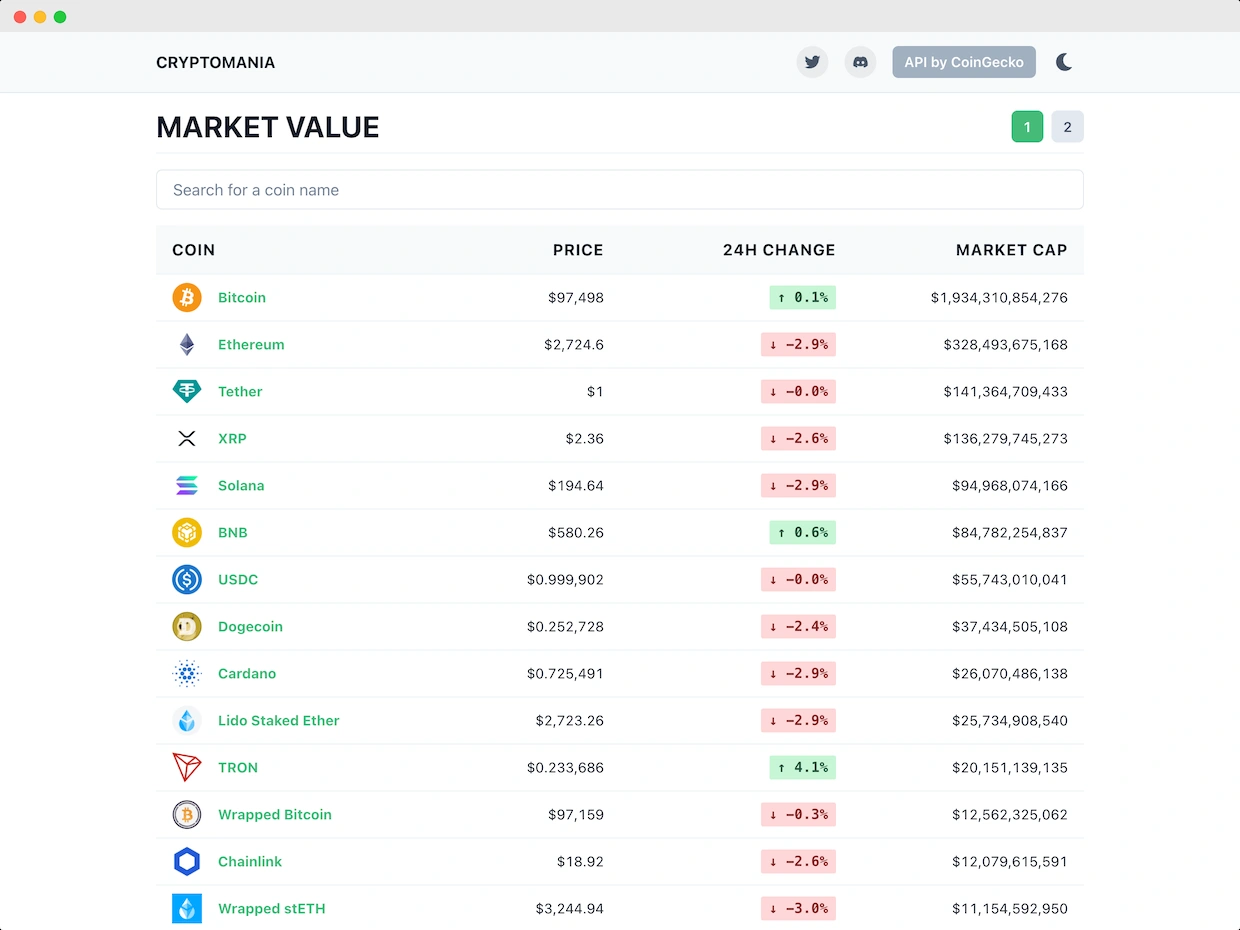 CRYPTOMANIA API by CoinGecko
MARKET VALUE 1 2
Search for a coin name
COIN PRICE 24H CHANGE MARKET CAP
Bitcoin $97,498 ↑ 0.1% $1,934,310,854,276
Ethereum $2,724.6 ↓ −2.9% $328,493,675,168
Tether $1 ↓ −0.0% $141,364,709,433
XRP $2.36 ↓ −2.6% $136,279,745,273
Solana $194.64 ↓ −2.9% $94,968,074,166
BNB $580.26 ↑ 0.6% $84,782,254,837
USDC $0.999,902 ↓ −0.0% $55,743,010,041
Dogecoin $0.252,728 ↓ −2.4% $37,434,505,108
Cardano $0.725,491 ↓ −2.9% $26,070,486,138
Lido Staked Ether $2,723.26 ↓ −2.9% $25,734,908,540
TRON $0.233,686 ↑ 4.1% $20,151,139,135
Wrapped Bitcoin $97,159 ↓ −0.3% $12,562,325,062
Chainlink $18.92 ↓ −2.6% $12,079,615,591
Wrapped stETH $3,244.94 ↓ −3.0% $11,154,592,950